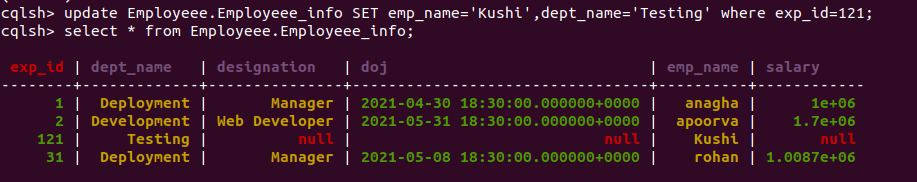 cqlsh> update Employeee.Employeee_info SET emp_name='Kushi',dept_name='Testing' where exp_id=121;
cqlsh> select * from Employeee.Employeee_info;
exp_id | dept_name | designation | doj | emp_name | salary
--------+-------------+---------------+---------------------------------+----------+------------
1 | Deployment | Manager | 2021-04-30 18:30:00.000000+0000 | anagha | 1e+06
2 | Development | Web Developer | 2021-05-31 18:30:00.000000+0000 | apoorva | 1.7e+06
121 | Testing | null | null | Kushi | null
31 | Deployment | Manager | 2021-05-08 18:30:00.000000+0000 | rohan | 1.0087e+06